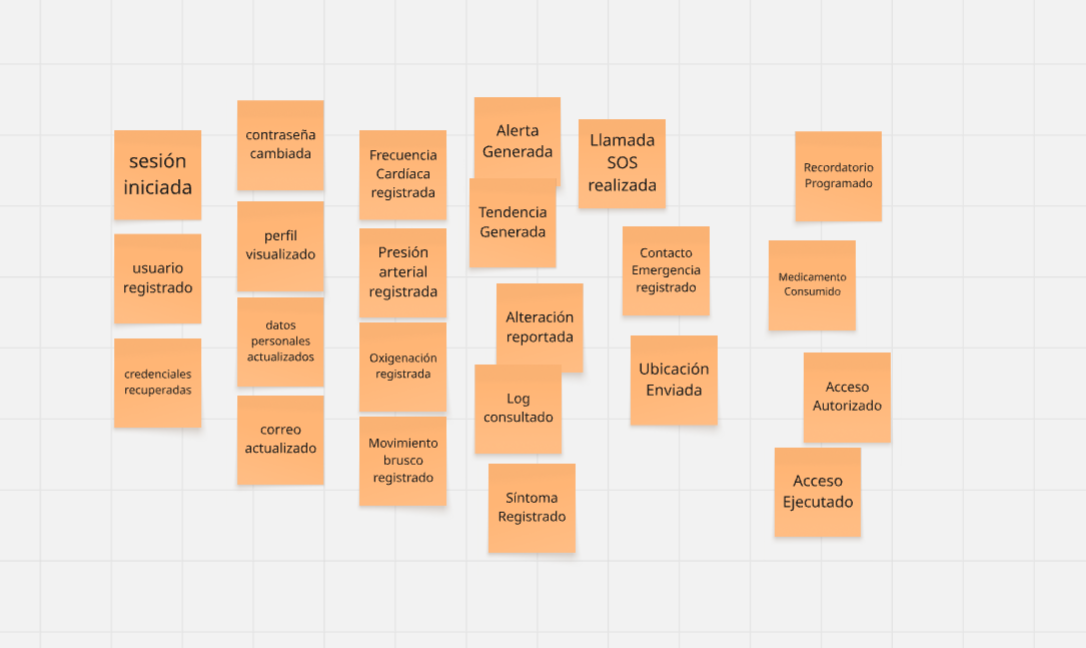 sesión
iniciada
usuario
registrado
credenciales
recuperadas
contraseña
cambiada
perfil
visualizado
datos
personales
actualizados
correo
actualizado
Frecuencia
Cardíaca
registrada
Presión
arterial
registrada
Oxigenación
registrada
Movimiento
brusco
registrado
Alerta
Generada
Tendencia
Generada
Alteración
reportada
Log
consultado
Síntoma
Registrado
Llamada
SOS
realizada
Contacto
Emergencia
registrado
Ubicación
Enviada
Recordatorio
Programado
Medicamento
Consumido
Acceso
Autorizado
Acceso
Ejecutado